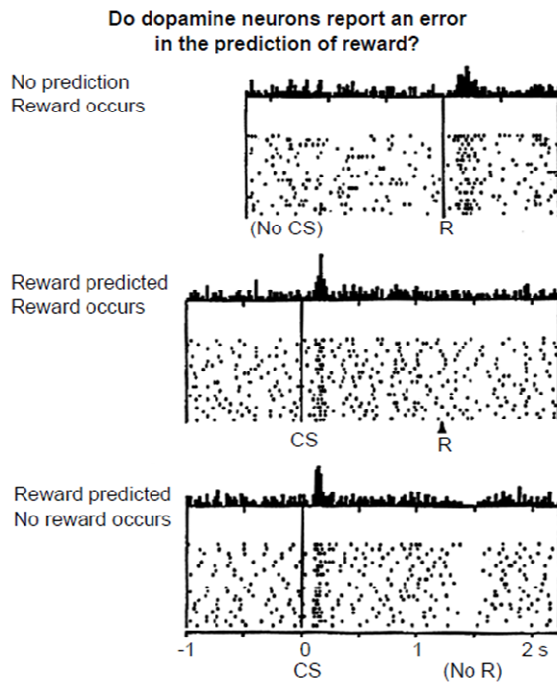 Do dopamine neurons report an error
in the prediction of reward?
No prediction
Reward occurs
(No CS)
R
Reward predicted
Reward occurs
CS
R
Reward predicted
No reward occurs
-1
0
1
2 s
CS
(No R)